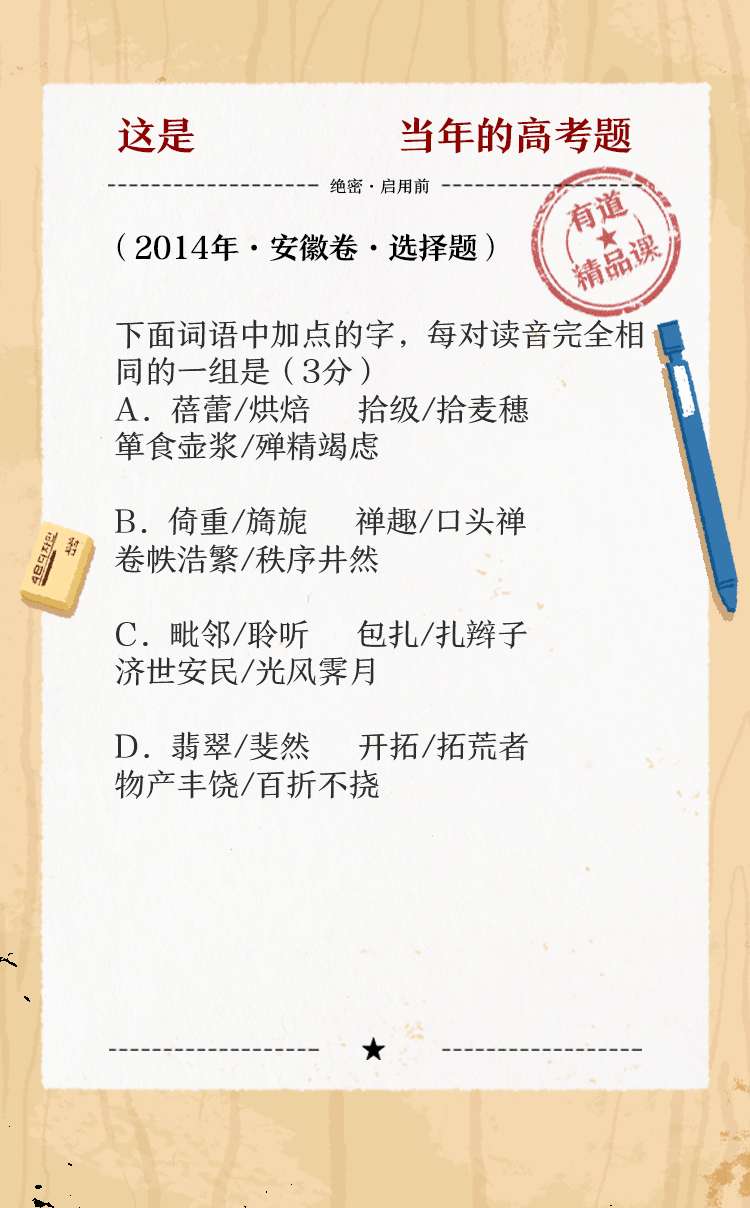 这是 当年的高考题
绝密·启用前
有道
精品课
（2014年·安徽卷·选择题）
下面词语中加点的字，每对读音完全相
同的一组是（3分）
A．蓓蕾/烘焙 拾级/拾麦穗
箪食壶浆/殚精竭虑
B．倚重/旖旎 禅趣/口头禅
卷帙浩繁/秩序井然
C．毗邻/聆听 包扎/扎辫子
济世安民/光风霁月
D．翡翠/斐然 开拓/拓荒者
物产丰饶/百折不挠